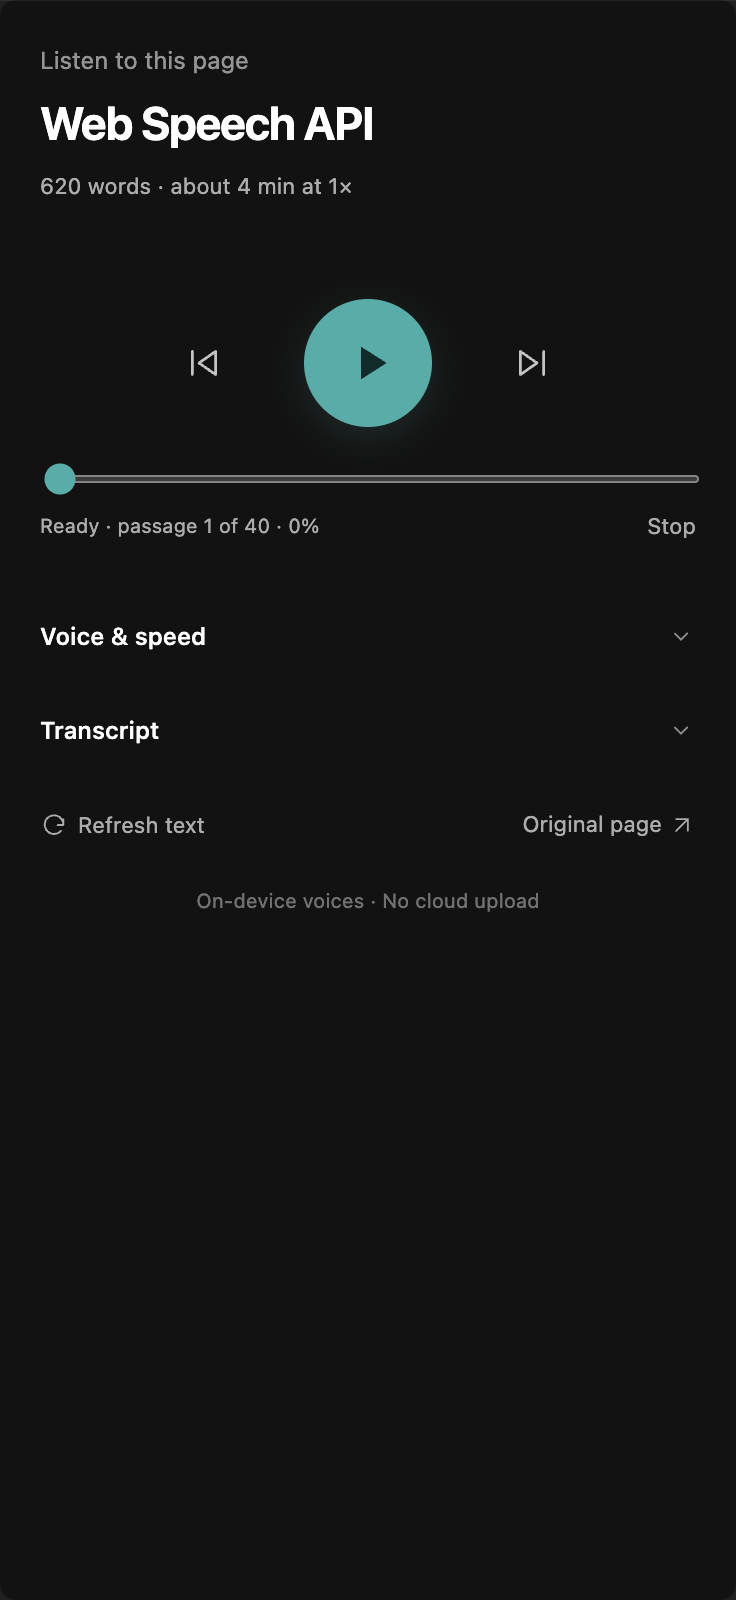 Listen to this page
Web Speech API
620 words · about 4 min at 1×
Ready · passage 1 of 40 · 0%
Stop
Voice & speed
Transcript
Refresh text
Original page
On-device voices · No cloud upload